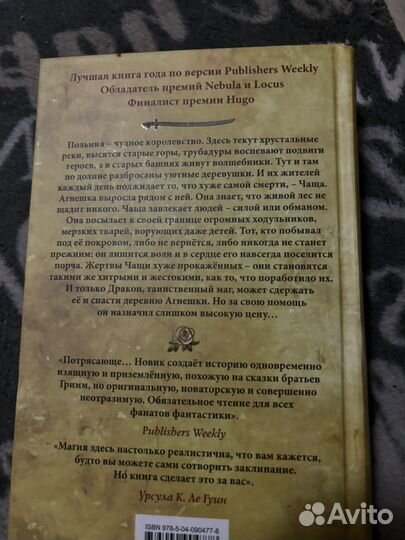 Лучшая книга года по версии Publishers Weekly
Обладатель премий Nebula и Locus
Финалист премии Hugo
Польния – чудное королевство. Здесь текут хрустальные
реки, высятся старые горы, трубадуры воспевают подвиги
героев, а в старых башнях живут волшебники. Тут и там
по долине разбросаны уютные деревушки. И их жителей
каждый день поджидает то, что хуже самой смерти, – Чаща.
Агнешка выросла рядом с ней. Она знает, что живой лес не
щадит никого. Чаща завлекает людей – силой или обманом.
Она посылает к своей границе огромных ходульников,
мерзких тварей, ворующих даже детей. Тот, кто побывал
под её покровом, либо не вернётся, либо никогда не станет
прежним: он лишится воли и в сердце его навсегда поселится
порча. Жертвы Чащи хуже прокажённых – они становятся
такими же хитрыми и жестокими, как то, что поработило их.
И только Дракон, таинственный маг, может сдержать
её и спасти деревню Агнешки. Но за свою помощь
он назначил слишком высокую цену...
«Потрясающе... Новик создаёт историю одновременно
изящную и приземлённую, похожую на сказки братьев
Гримм, но оригинальную, новаторскую и совершенно
неотразимую. Обязательное чтение для всех
фанатов фантастики».
Publishers Weekly
«Магия здесь настолько реалистична, что вам кажется,
будто вы можете сами сотворить заклинание.
Но книга сделает это за вас».
Урсула К. Ле Гуин
ISBN 978-5-04-090477-8
Avito